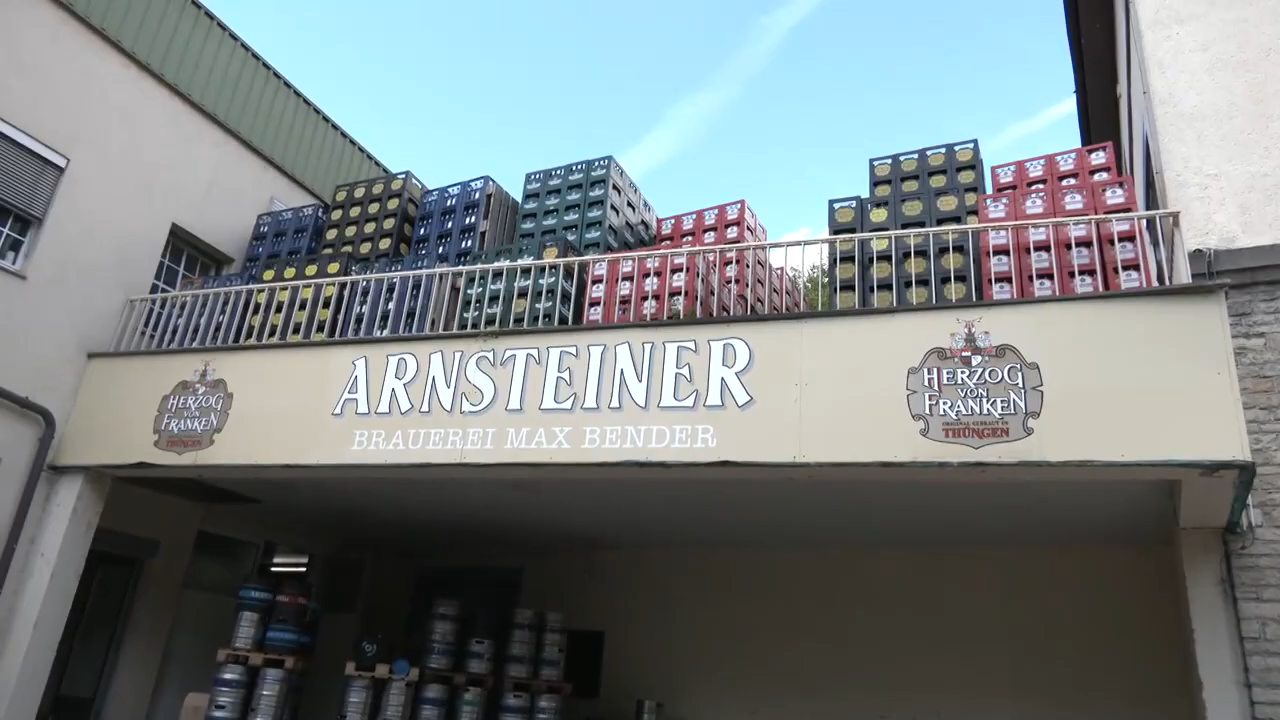 ARNSTEINER
BRAUEREI MAX BENDER
HERZOG
VON
FRANKEN
THÜNGEN
HERZOG
VON
FRANKEN
ORIGINAL GEBRAUT IN
THÜNGEN